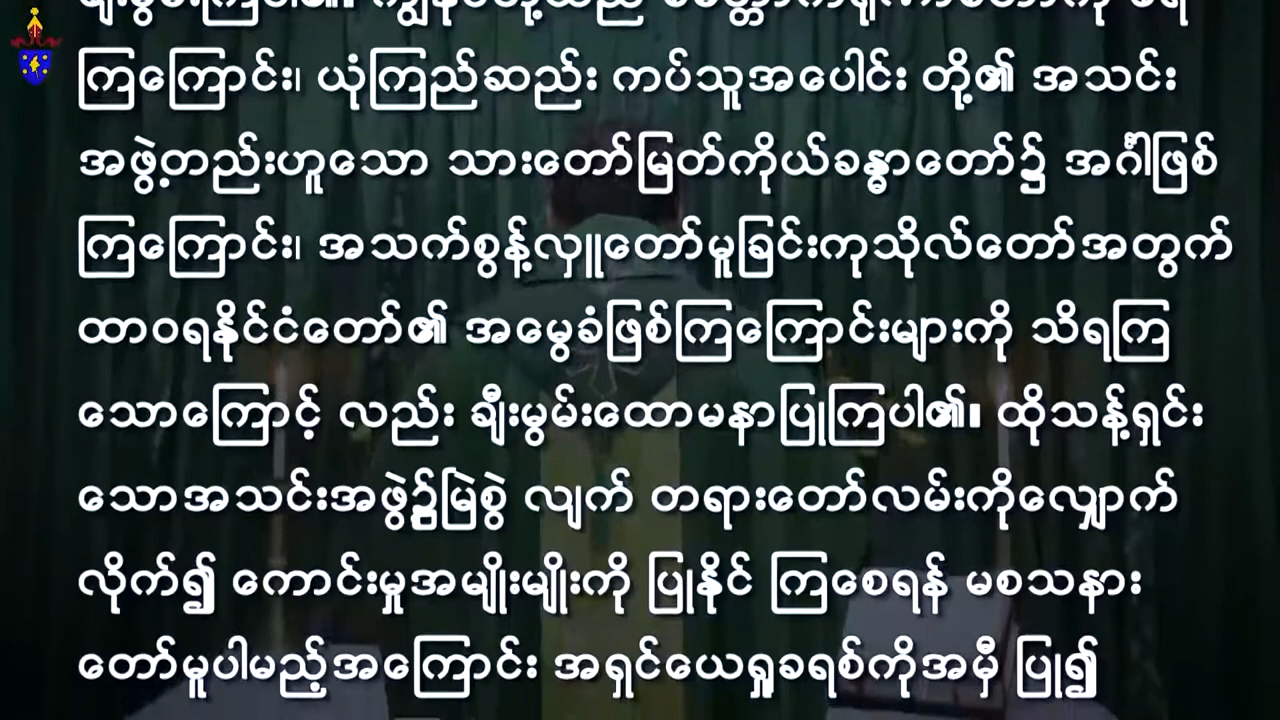 ကြကြောင်း၊ ယုံကြည်ဆည်း ကပ်သူအပေါင်း တို့၏ အသင်း
အဖွဲ့တည်းဟူသော သားတော်မြတ်ကိုယ်ခန္ဓာတော်၌ အင်္ဂါဖြစ်
ကြကြောင်း၊ အသက်စွန့်လှူတော်မူခြင်းကုသိုလ်တော်အတွက်
ထာဝရနိုင်ငံတော်၏ အမွေခံဖြစ်ကြကြောင်းများကို သိရကြ
သောကြောင့် လည်း ချီးမွမ်းထောမနာပြုကြပါ၏။ ထိုသန့်ရှင်း
သောအသင်းအဖွဲ့၌မြဲစွဲ လျက် တရားတော်လမ်းကိုလျှောက်
လိုက်၍ ကောင်းမှုအမျိုးမျိုးကို ပြုနိုင် ကြစေရန် မစသနား
တော်မူပါမည့်အကြောင်း အရှင်ယေရှုခရစ်ကိုအမှီ ပြု၍